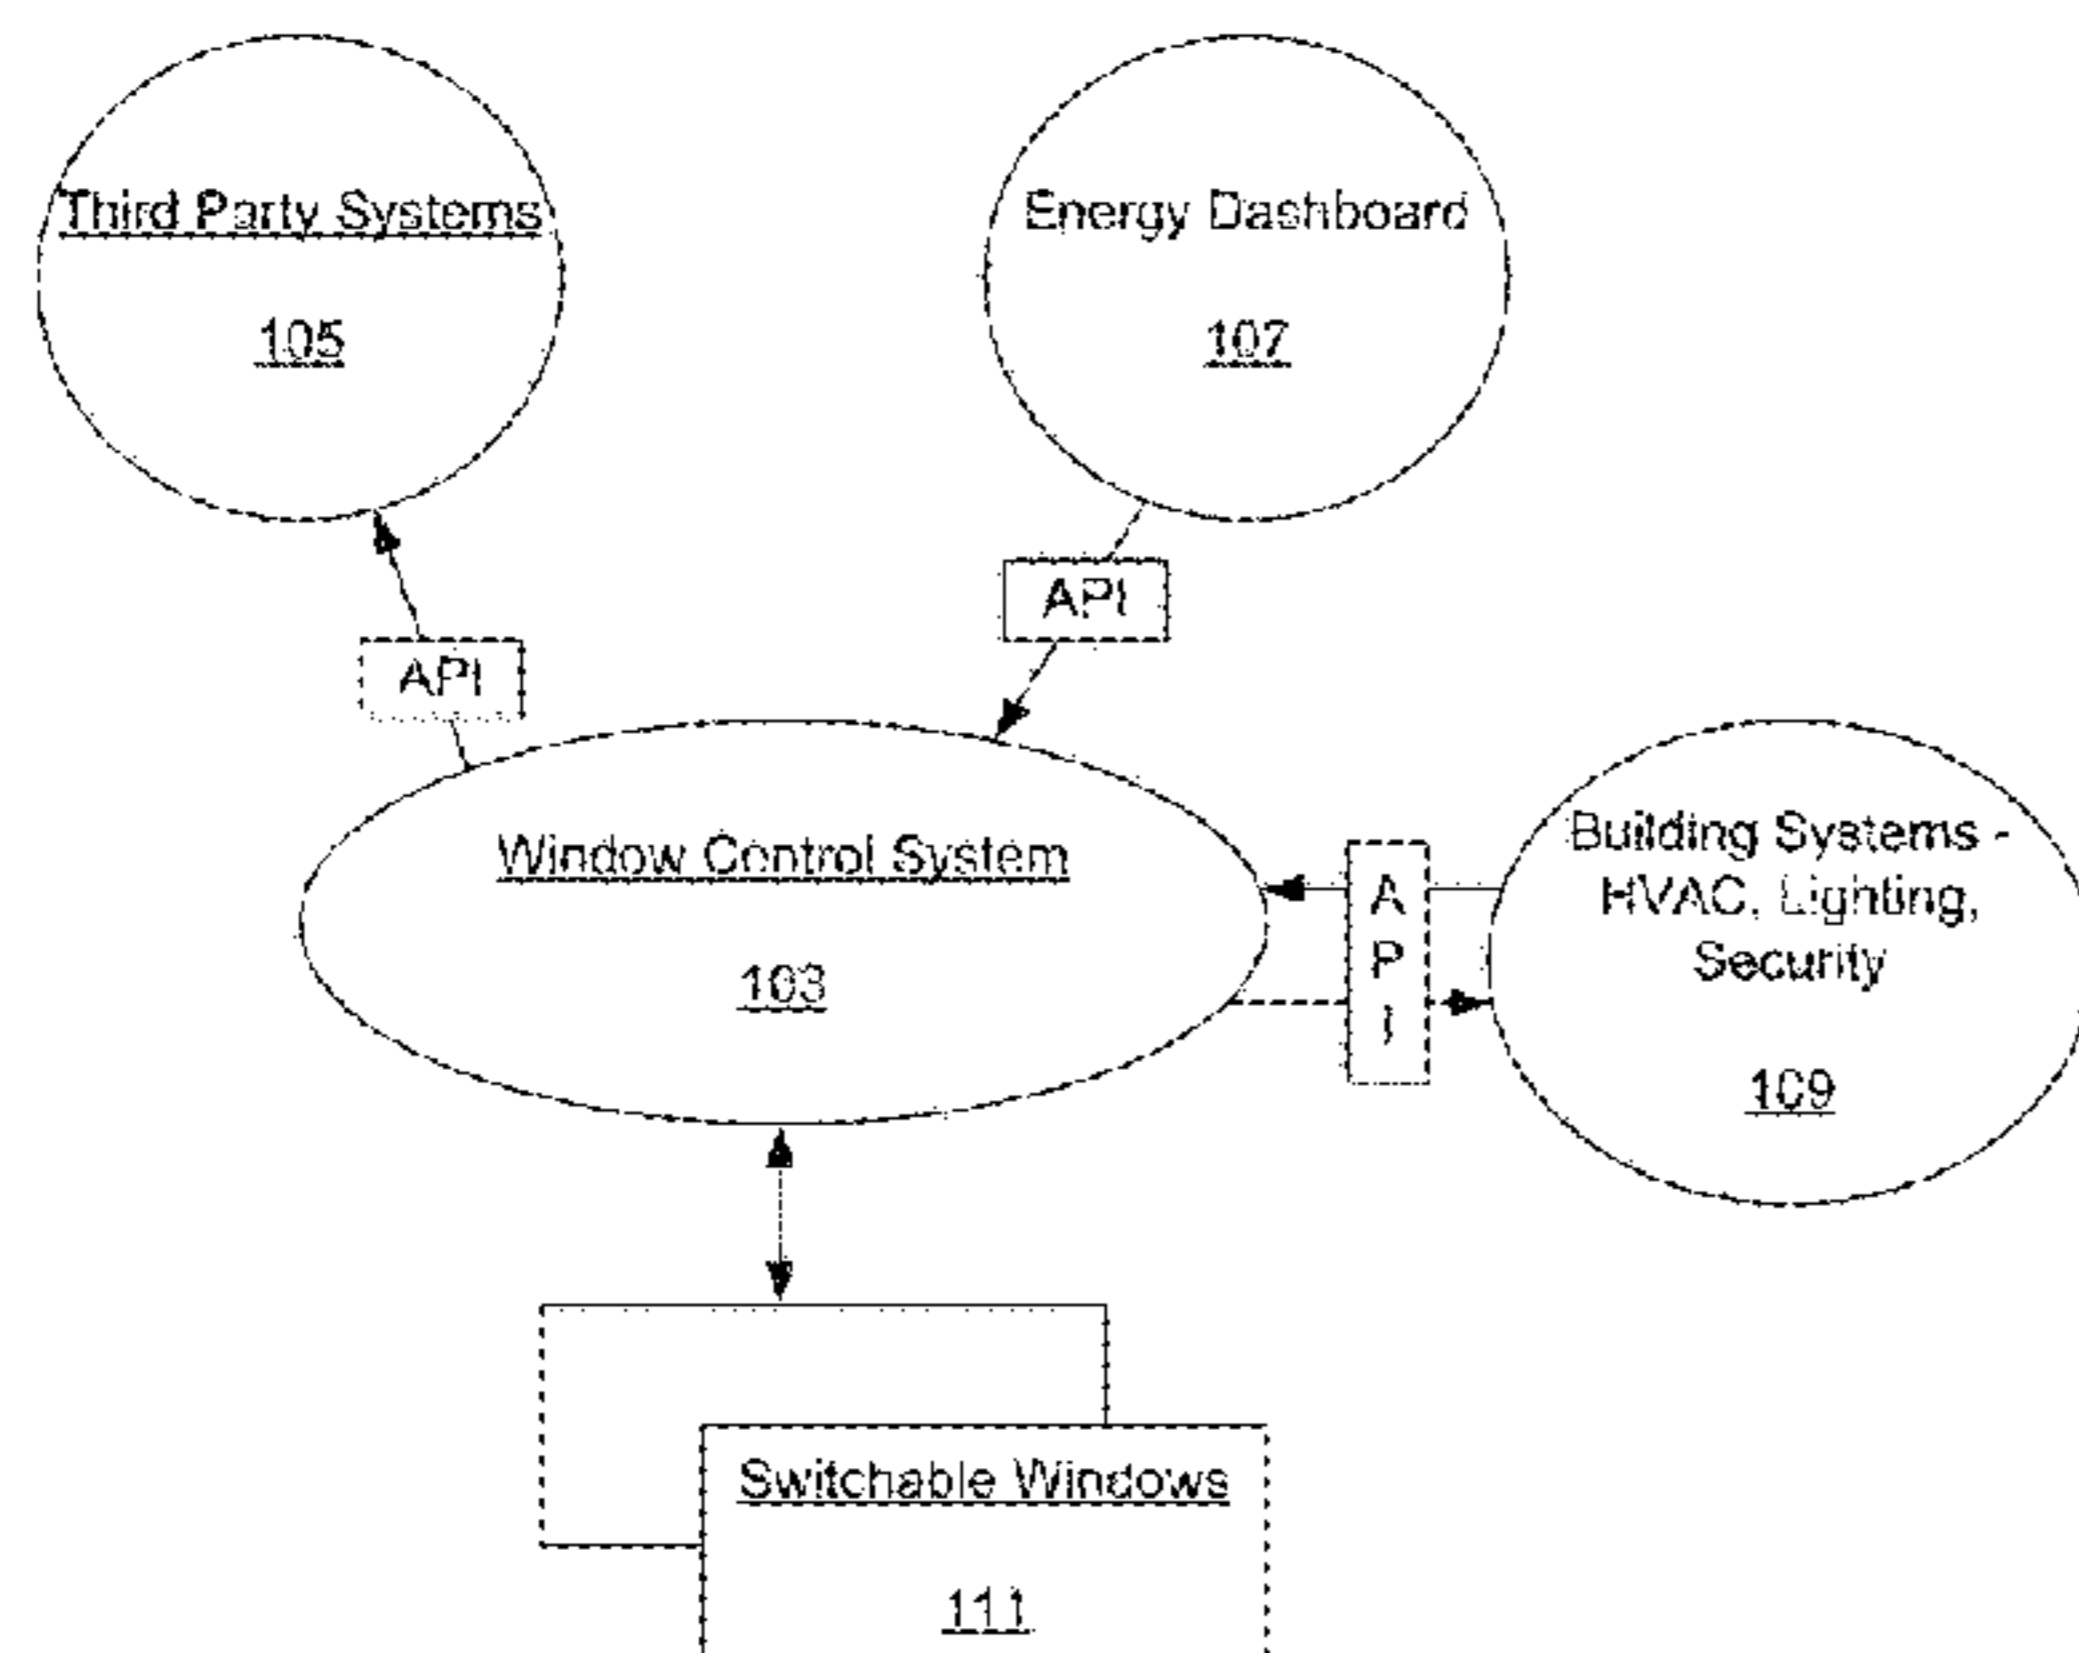 Third Party Systems
105
Energy Dashboard
107
API
API
Window Control System
103
API
Building Systems -
HVAC, Lighting,
Security
109
Switchable Windows
111